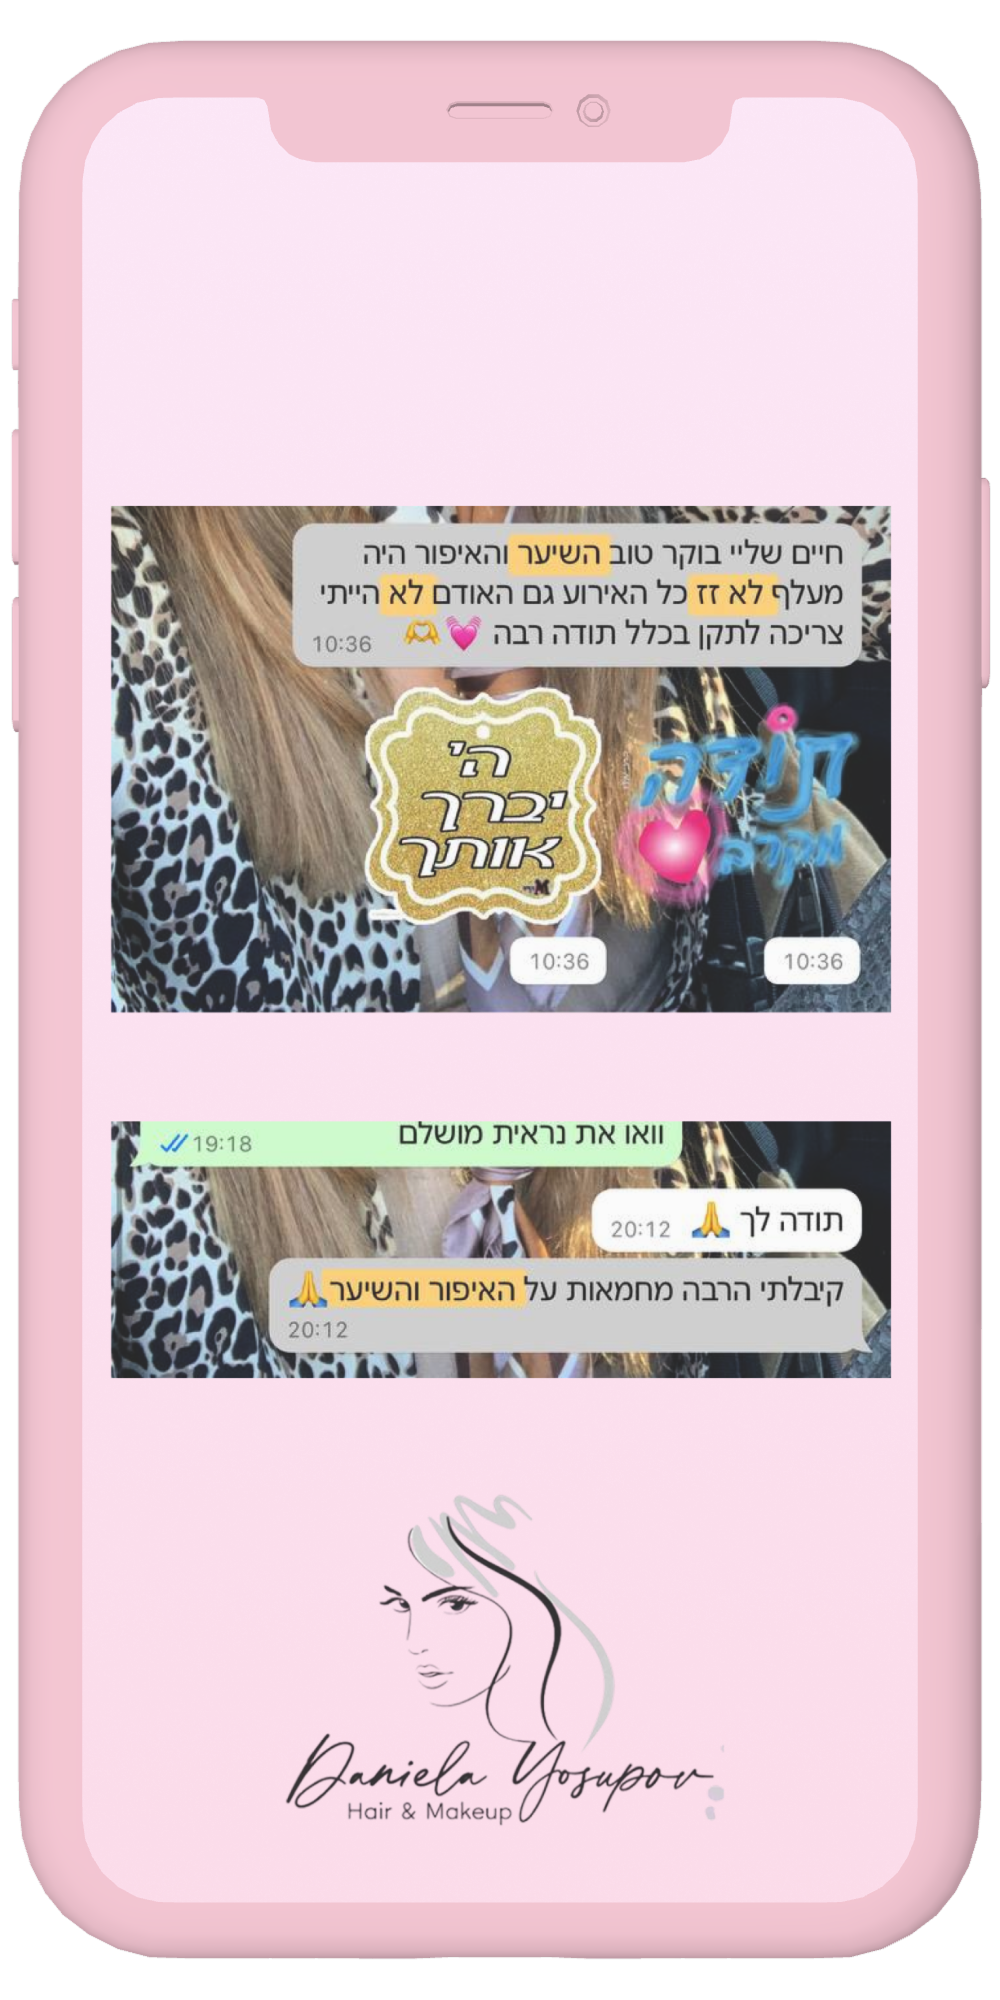 חיים שליי בוקר טוב השיער והאיפור היה
מעלף לא זז כל האירוע גם האודם לא הייתי
צריכה לתקן בכלל תודה רבה 💓 🫶
10:36
תודה
מקרב
ה'
יברך
אותך
10:36
10:36
וואו את נראית מושלם
19:18
תודה לך 🙏
20:12
קיבלתי הרבה מחמאות על האיפור והשיער 🙏
20:12
Daniela Yosupov
Hair & Makeup